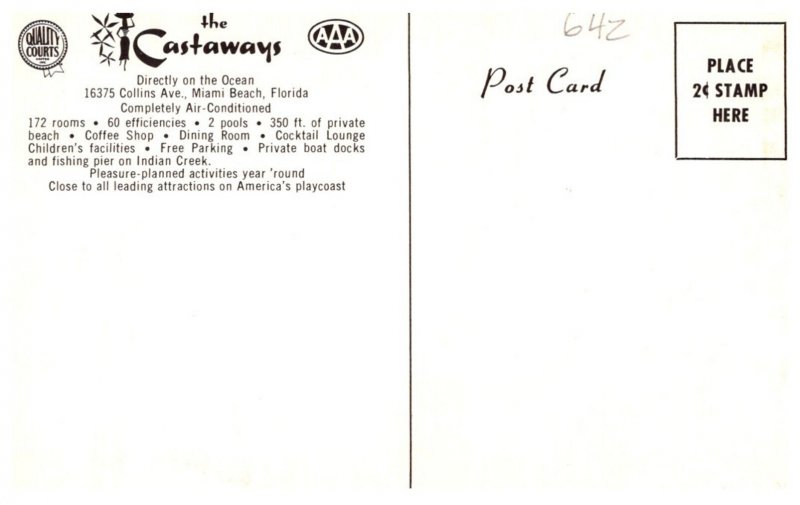 QUALITY
COURTS
the
Castaways
AAA
Directly on the Ocean
16375 Collins Ave., Miami Beach, Florida
Completely Air-Conditioned
172 rooms • 60 efficiencies • 2 pools • 350 ft. of private
beach • Coffee Shop • Dining Room • Cocktail Lounge
Children's facilities • Free Parking • Private boat docks
and fishing pier on Indian Creek.
Pleasure-planned activities year 'round
Close to all leading attractions on America's playcoast
642
Post Card
PLACE
2¢ STAMP
HERE